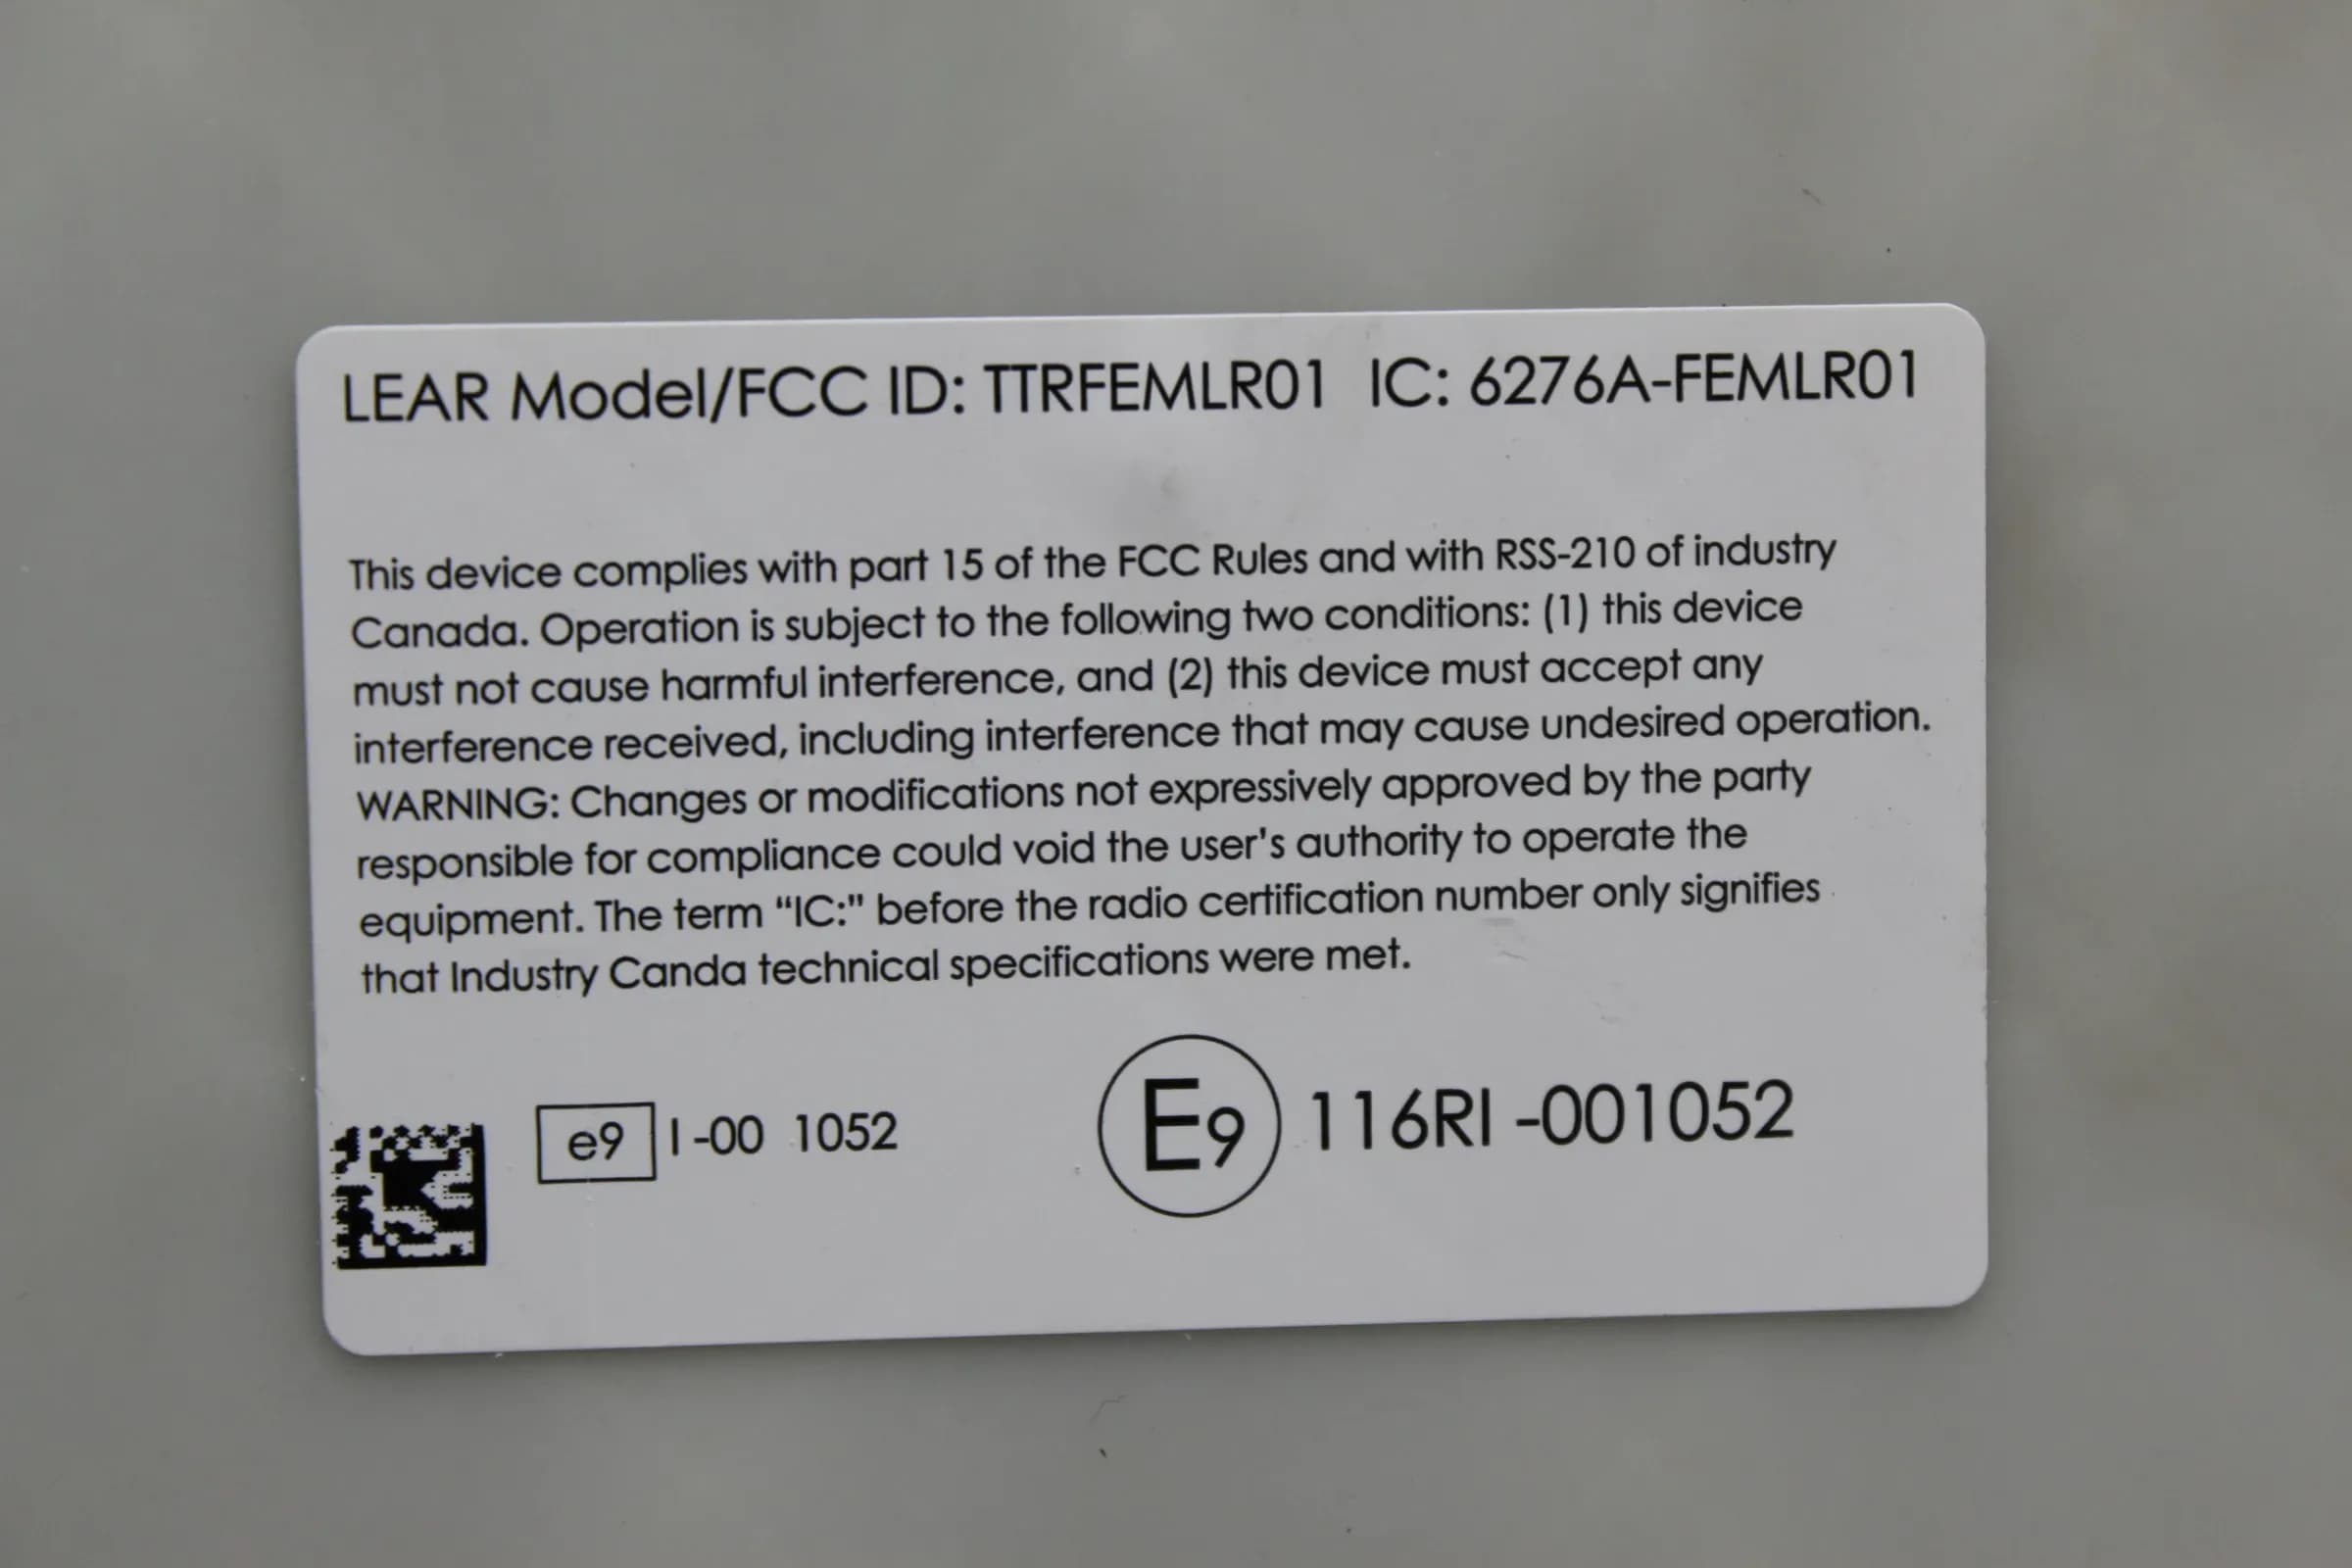 LEAR Model/FCC ID: TTRFEMLR01 IC: 6276A-FEMLR01
This device complies with part 15 of the FCC Rules and with RSS-210 of industry
Canada. Operation is subject to the following two conditions: (1) this device
must not cause harmful interference, and (2) this device must accept any
interference received, including interference that may cause undesired operation.
WARNING: Changes or modifications not expressively approved by the party
responsible for compliance could void the user's authority to operate the
equipment. The term “IC:" before the radio certification number only signifies
that Industry Canda technical specifications were met.
e9 I-00 1052 E9 116RI -001052